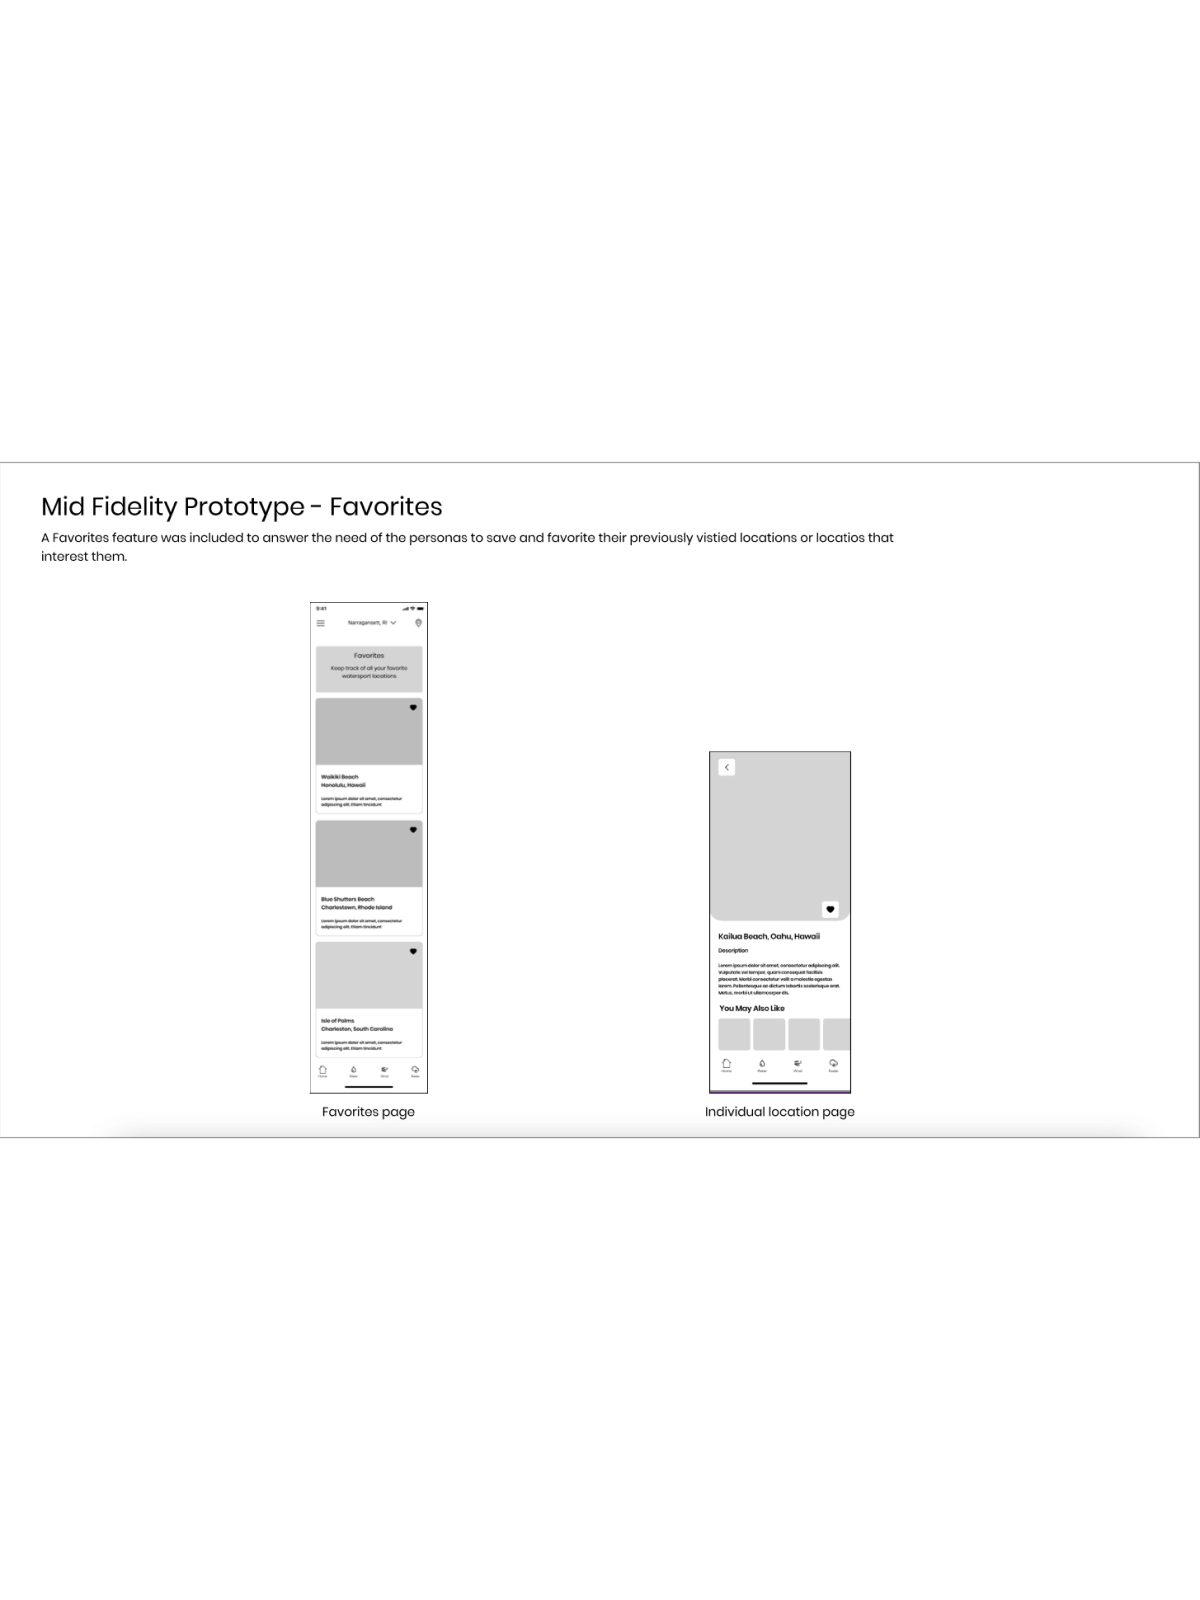 Mid Fidelity Prototype - Favorites
A Favorites feature was included to answer the need of the personas to save and favorite their previously vistied locations or locatios that
interest them.
9:41
Narragansett, RI
Favorites
Keep track of all your favorite
watersport locations
Waikiki Beach
Honolulu, Hawaii
Lorem ipsum dolor sit amet, consectetur
adipiscing elit. Etiam tincidunt
Blue Shutters Beach
Charlestown, Rhode Island
Lorem ipsum dolor sit amet, consectetur
adipiscing elit. Etiam tincidunt
Isle of Palms
Charleston, South Carolina
Lorem ipsum dolor sit amet, consectetur
adipiscing elit. Etiam tincidunt
Home
Water
Wind
Favorites page
Kailua Beach, Oahu, Hawaii
Description
Lorem ipsum dolor sit amet, consectetur adipiscing elit.
Vulputate vel tempor, quam consequat facilisis
placerat. Morbi consectetur velit a molestie egestas
lorem. Pellentesque ac dictum lobortis scelerisque erat.
Metus, morbi ut ullamcorper dis.
You May Also Like
Home
Water
Wind
Individual location page